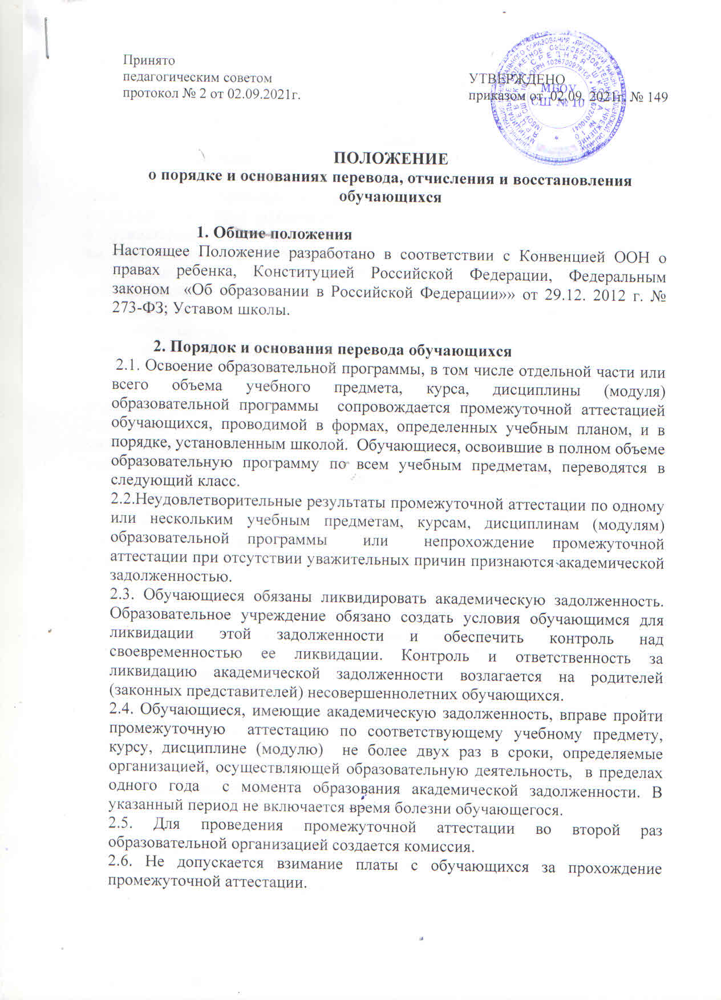 Принято
педагогическим советом
протокол № 2 от 02.09.2021г.
УТВЕРЖДЕНО
приказом от 02.09. 2021г. № 149
МБОУ
СШ № 10
ПОЛОЖЕНИЕ
о порядке и основаниях перевода, отчисления и восстановления
обучающихся
1. Общие положения
Настоящее Положение разработано в соответствии с Конвенцией ООН о
правах ребенка, Конституцией Российской Федерации, Федеральным
законом «Об образовании в Российской Федерации»» от 29.12. 2012 г. №
273-ФЗ; Уставом школы.
2. Порядок и основания перевода обучающихся
2.1. Освоение образовательной программы, в том числе отдельной части или
всего объема учебного предмета, курса, дисциплины (модуля)
образовательной программы сопровождается промежуточной аттестацией
обучающихся, проводимой в формах, определенных учебным планом, и в
порядке, установленным школой. Обучающиеся, освоившие в полном объеме
образовательную программу по всем учебным предметам, переводятся в
следующий класс.
2.2.Неудовлетворительные результаты промежуточной аттестации по одному
или нескольким учебным предметам, курсам, дисциплинам (модулям)
образовательной программы или непрохождение промежуточной
аттестации при отсутствии уважительных причин признаются академической
задолженностью.
2.3. Обучающиеся обязаны ликвидировать академическую задолженность.
Образовательное учреждение обязано создать условия обучающимся для
ликвидации этой задолженности и обеспечить контроль над
своевременностью ее ликвидации. Контроль и ответственность за
ликвидацию академической задолженности возлагается на родителей
(законных представителей) несовершеннолетних обучающихся.
2.4. Обучающиеся, имеющие академическую задолженность, вправе пройти
промежуточную аттестацию по соответствующему учебному предмету,
курсу, дисциплине (модулю) не более двух раз в сроки, определяемые
организацией, осуществляющей образовательную деятельность, в пределах
одного года с момента образования академической задолженности. В
указанный период не включается время болезни обучающегося.
2.5. Для проведения промежуточной аттестации во второй раз
образовательной организацией создается комиссия.
2.6. Не допускается взимание платы с обучающихся за прохождение
промежуточной аттестации.